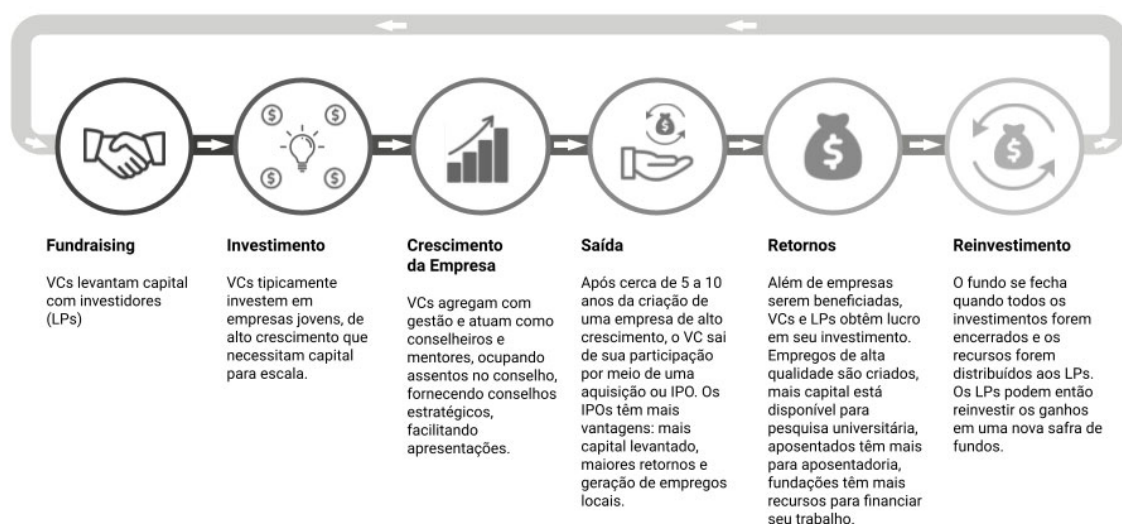 Fundraising
VCs levantam capital
com investidores
(LPs)
Investimento
VCs tipicamente
investem em
empresas jovens, de
alto crescimento que
necessitam capital
para escala.
Crescimento
da Empresa
VCs agregam com
gestão e atuam como
conselheiros e
mentores, ocupando
assentos no conselho,
fornecendo conselhos
estratégicos,
facilitando
apresentações.
Saída
Após cerca de 5 a 10
anos da criação de
uma empresa de alto
crescimento, o VC sai
de sua participação
por meio de uma
aquisição ou IPO. Os
IPOs têm mais
vantagens: mais
capital levantado,
maiores retornos e
geração de empregos
locais.
Retornos
Além de empresas
serem beneficiadas,
VCs e LPs obtêm lucro
em seu investimento.
Empregos de alta
qualidade são criados,
mais capital está
disponível para
pesquisa universitária,
aposentados têm mais
para aposentadoria,
fundações têm mais
recursos para financiar
seu trabalho.
Reinvestimento
O fundo se fecha
quando todos os
investimentos forem
encerrados e os
recursos forem
distribuídos aos LPs.
Os LPs podem então
reinvestir os ganhos
em uma nova safra de
fundos.